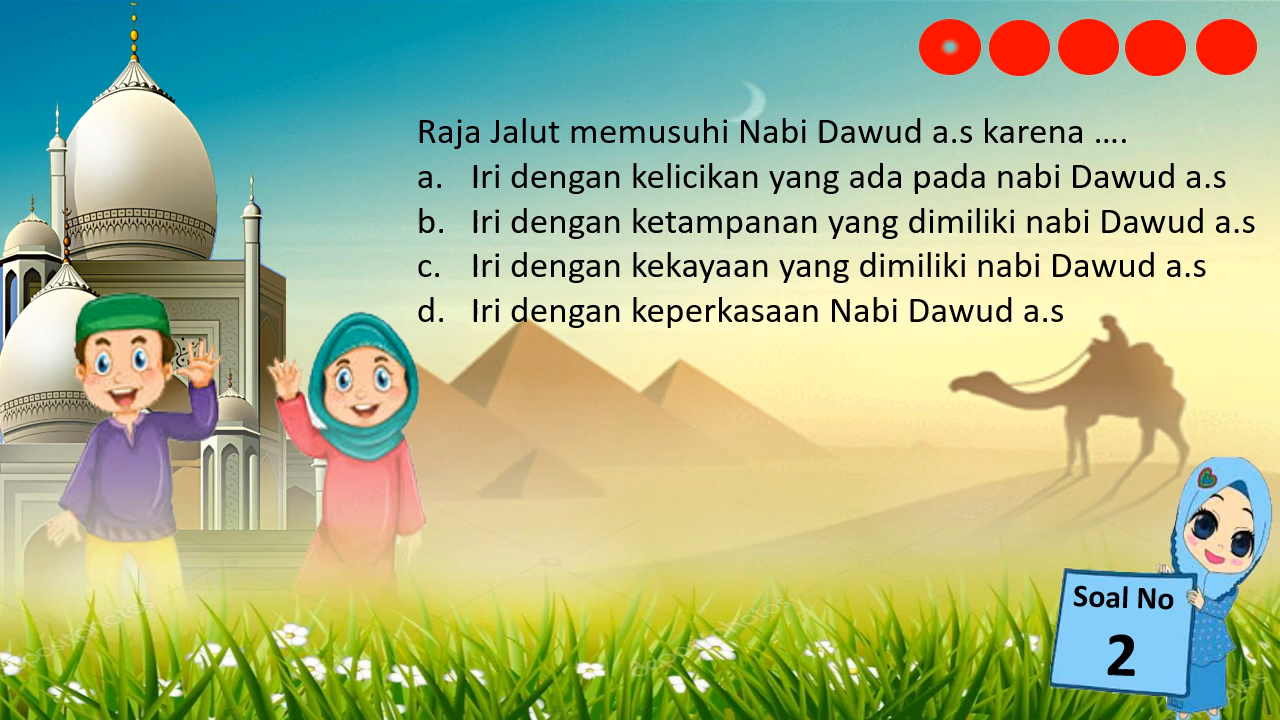 Raja Jalut memusuhi Nabi Dawud a.s karena ....
a. Iri dengan kelicikan yang ada pada nabi Dawud a.s
b. Iri dengan ketampanan yang dimiliki nabi Dawud a.s
c. Iri dengan kekayaan yang dimiliki nabi Dawud a.s
d. Iri dengan keperkasaan Nabi Dawud a.s
Soal No
2